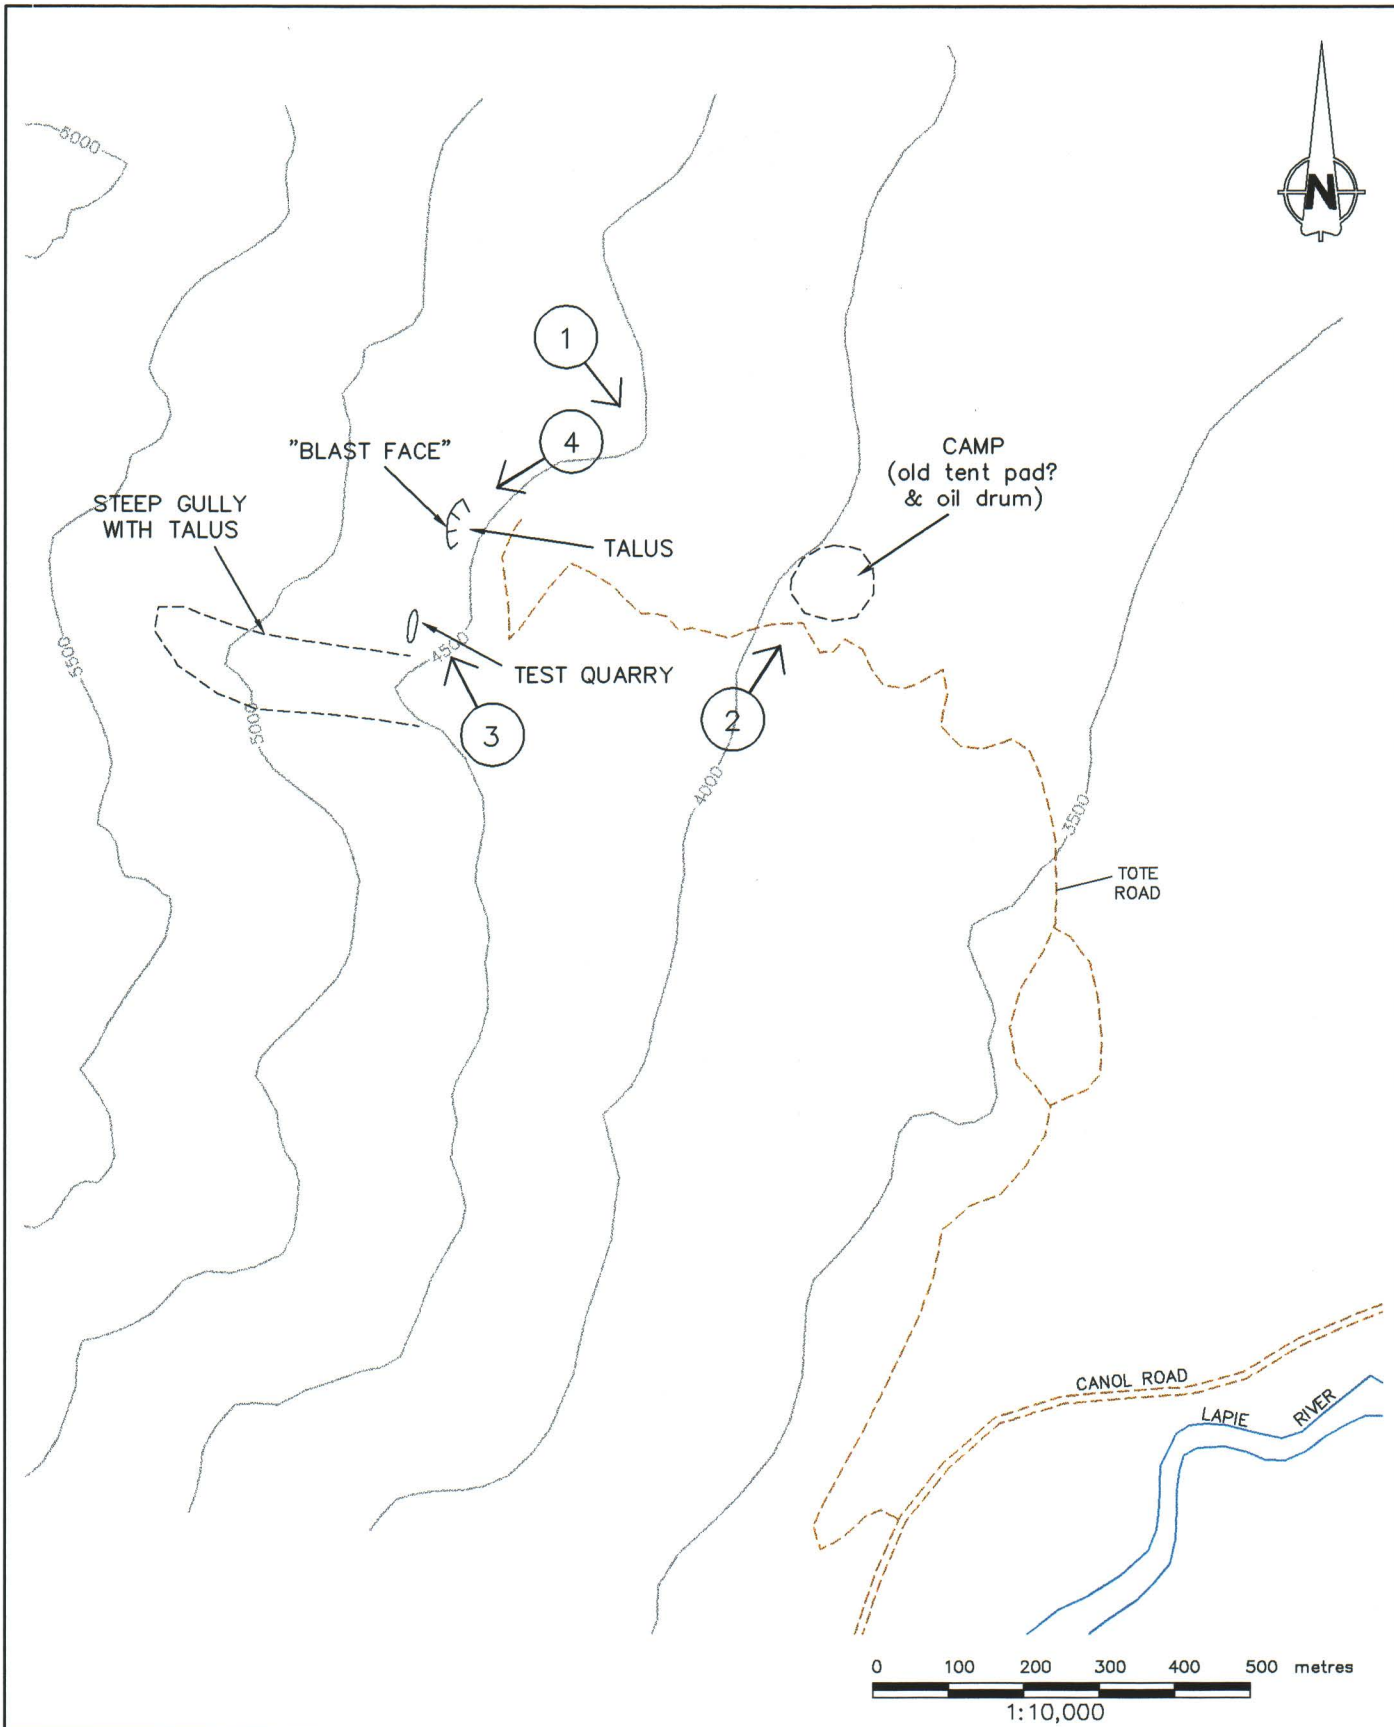 6000
N
1
4
"BLAST FACE"
CAMP
(old tent pad?
& oil drum)
STEEP GULLY
WITH TALUS
TALUS
4500
5500
TEST QUARRY
5000
3
2
4000
3500
TOTE
ROAD
CANOL ROAD
LAPIE RIVER
0 100 200 300 400 500 metres
1:10,000